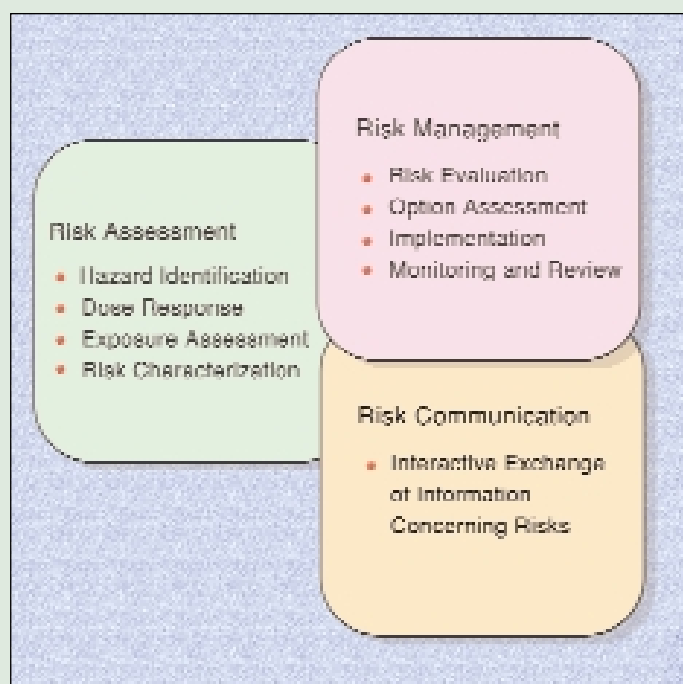 Risk Assessment
Hazard Identification
Dose Response
Exposure Assessment
Risk Characterization
Risk Management
Risk Evaluation
Option Assessment
Implementation
Monitoring and Review
Risk Communication
Interactive Exchange
of Information
Concerning Risks